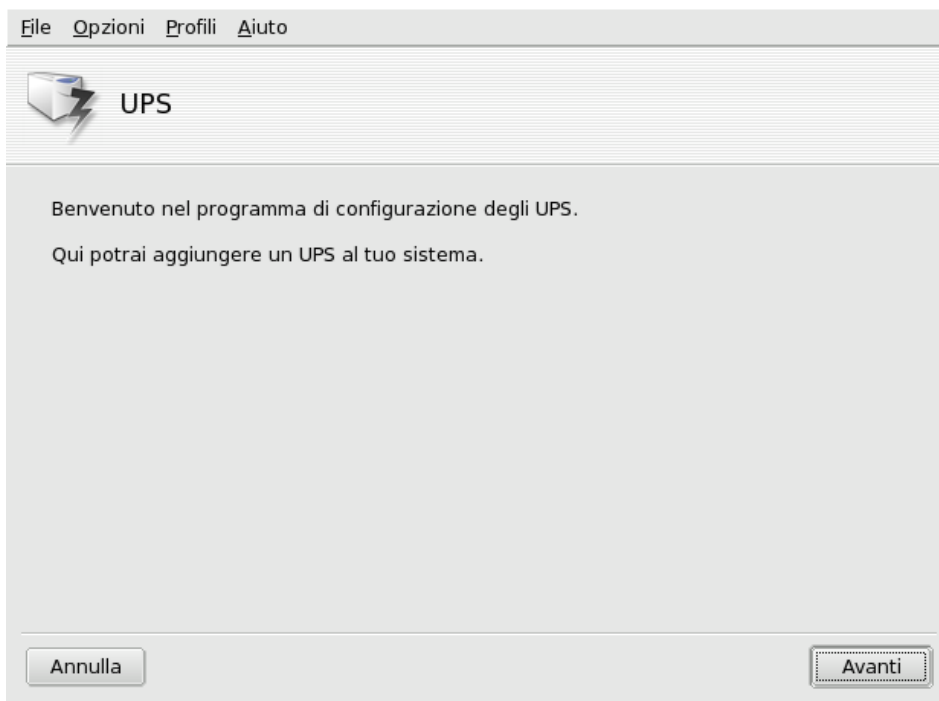 File Opzioni Profili Aiuto
UPS
Benvenuto nel programma di configurazione degli UPS.
Qui potrai aggiungere un UPS al tuo sistema.
Annulla Avanti